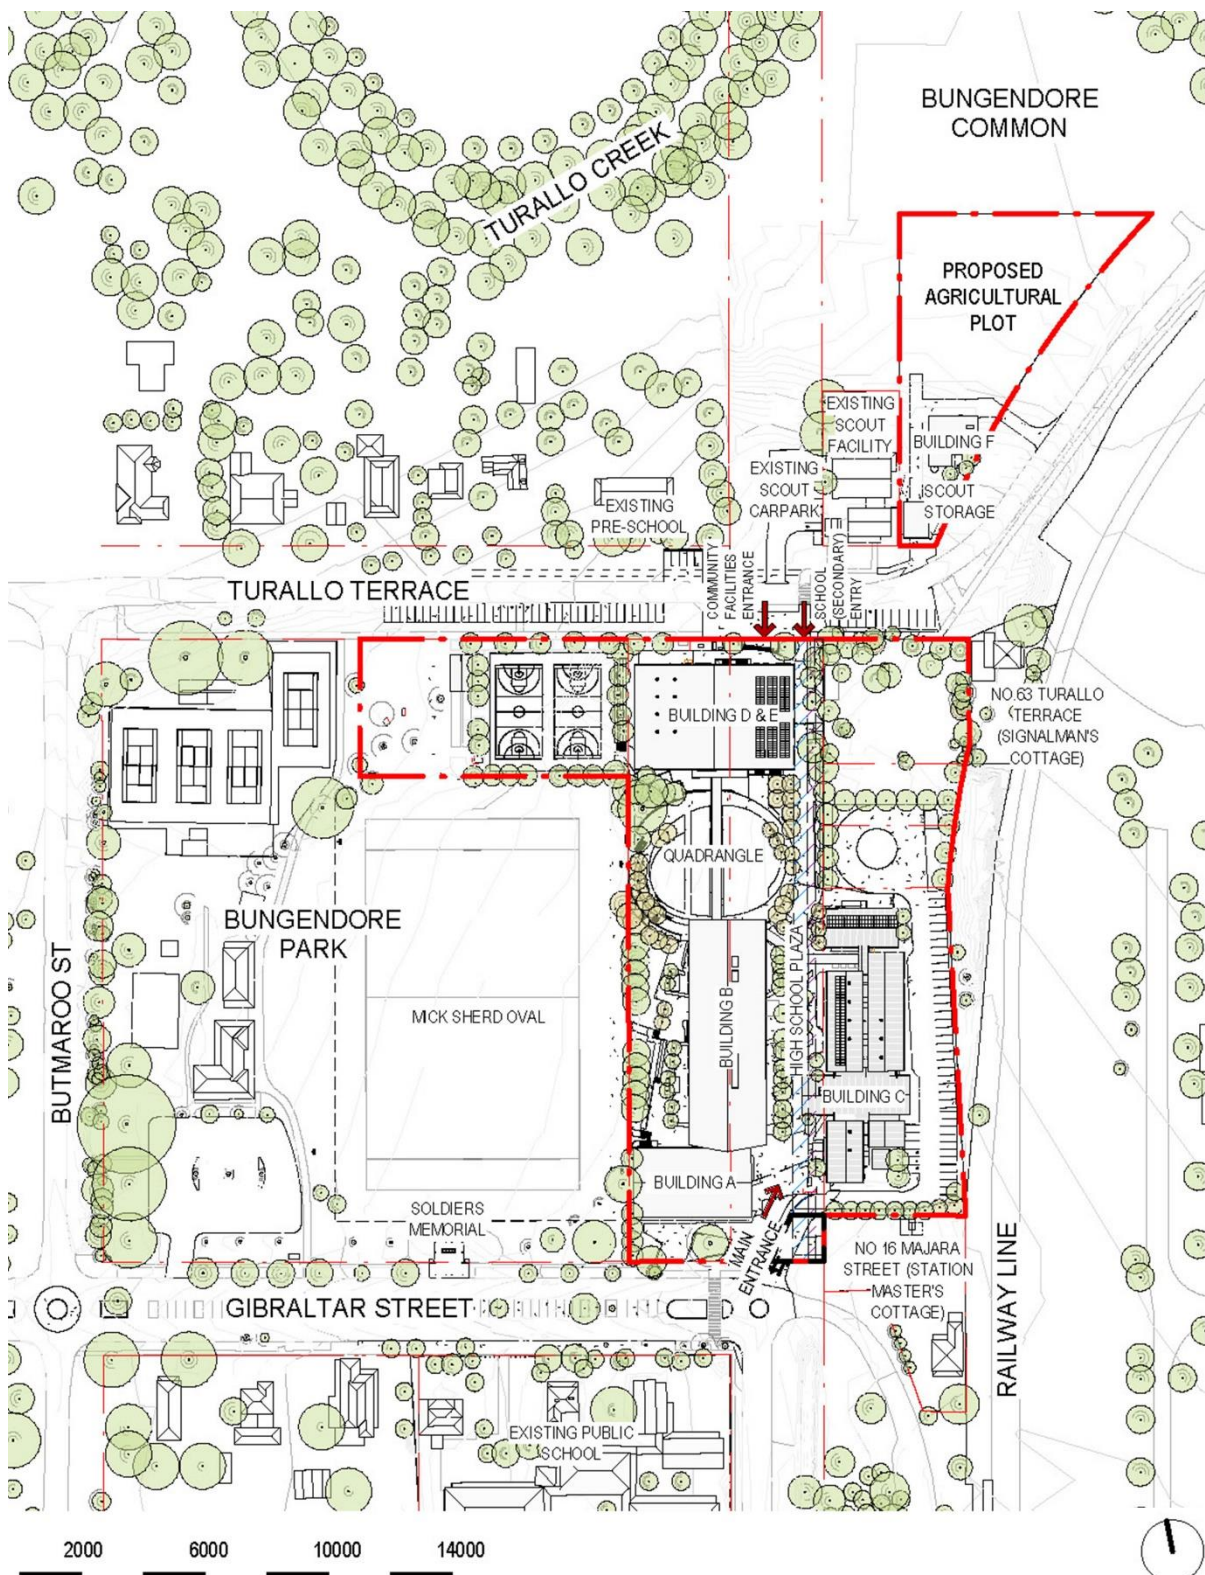 BUNGENDORE
COMMON
TURALLO CREEK
PROPOSED
AGRICULTURAL
PLOT
EXISTING
SCOUT
FACILITY
BUILDING F
EXISTING
SCOUT
CARPARK
SCOUT
STORAGE
EXISTING
PRE-SCHOOL
COMMUNITY
FACILITIES
ENTRANCE
SCHOOL
(SECONDARY)
ENTRY
TURALLO TERRACE
BUILDING D & E
NO.63 TURALLO
TERRACE
(SIGNALMAN'S
COTTAGE)
QUADRANGLE
BUNGENDORE
PARK
BUTMAROO ST
MICK SHERD OVAL
BUILDING B
HIGH SCHOOL PLAZA
BUILDING C
BUILDING A
SOLDIERS
MEMORIAL
MAIN
ENTRANCE
NO 16 MAJARA
STREET (STATION
MASTER'S
COTTAGE)
RAILWAY LINE
GIBRALTAR STREET
EXISTING PUBLIC
SCHOOL
2000 6000 10000 14000